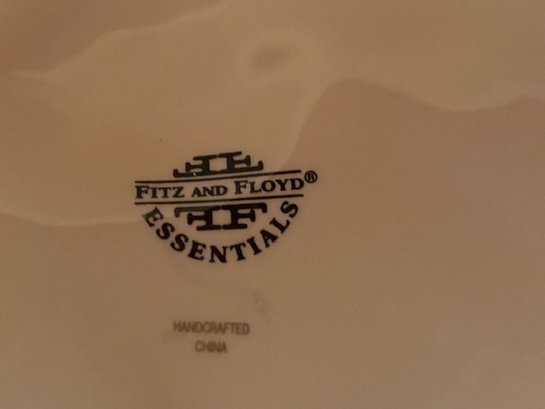 FITZ AND FLOYD®
ESSENTIALS
HANDCRAFTED
CHINA